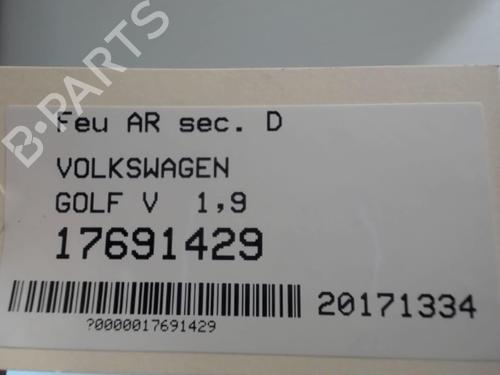 B-PARTS
Feu AR sec. D
VOLKSWAGEN
GOLF V 1,9
17691429
20171334
?0000017691429